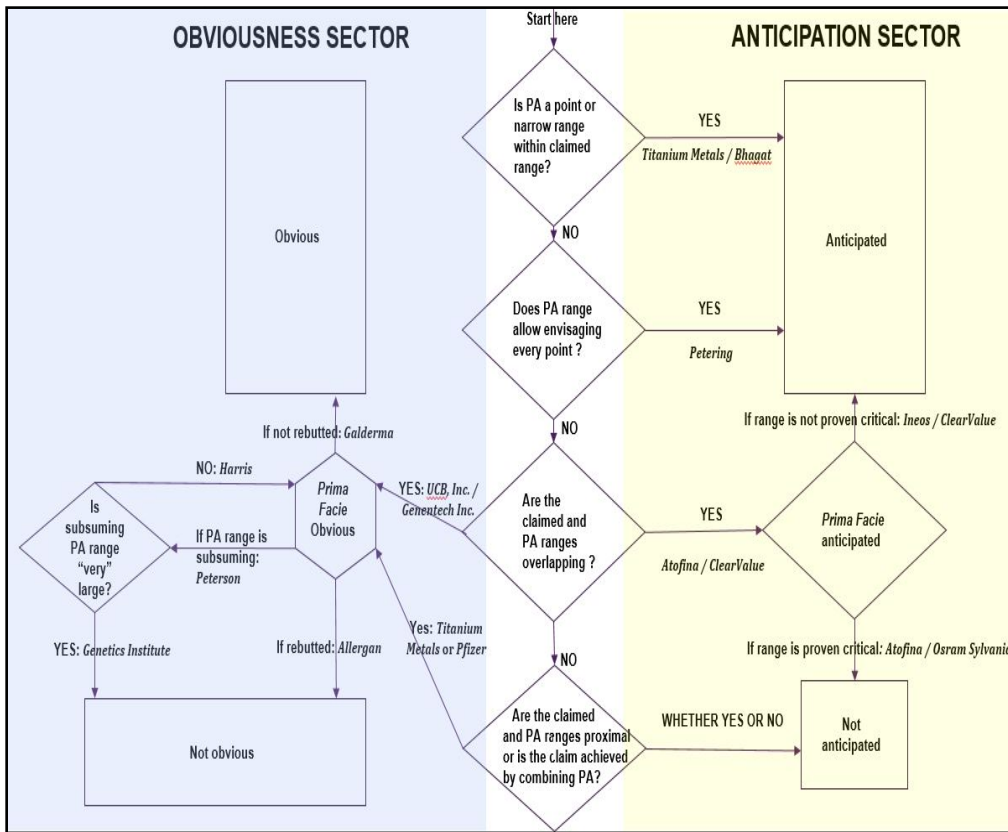 Start here
OBVIOUSNESS SECTOR
ANTICIPATION SECTOR
Is PA a point or
narrow range
within claimed
range?
YES
Titanium Metals / Bhagat
NO
Obvious
Anticipated
Does PA range
allow envisaging
every point ?
YES
Petering
NO
If not rebutted: Galderma
If range is not proven critical: Ineos / ClearValue
NO: Harris
Prima
Facie
Obvious
YES: UCB, Inc. /
Genentech Inc.
Are the
claimed and
PA ranges
overlapping ?
YES
Atofina / ClearValue
Prima Facie
anticipated
Is
subsuming
PA range
“very”
large?
If PA range is
subsuming:
Peterson
YES: Genetics Institute
If rebutted: Allergan
Yes: Titanium
Metals or Pfizer
NO
If range is proven critical: Atofina / Osram Sylvania
Not obvious
Are the claimed
and PA ranges proximal
or is the claim achieved
by combining PA?
WHETHER YES OR NO
Not
anticipated